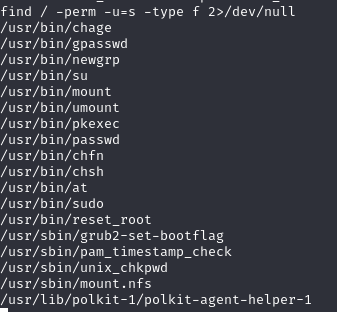 find / -perm -u=s -type f 2>/dev/null
/usr/bin/chage
/usr/bin/gpasswd
/usr/bin/newgrp
/usr/bin/su
/usr/bin/mount
/usr/bin/umount
/usr/bin/pkexec
/usr/bin/passwd
/usr/bin/chfn
/usr/bin/chsh
/usr/bin/at
/usr/bin/sudo
/usr/bin/reset_root
/usr/sbin/grub2-set-bootflag
/usr/sbin/pam_timestamp_check
/usr/sbin/unix_chkpwd
/usr/sbin/mount.nfs
/usr/lib/polkit-1/polkit-agent-helper-1